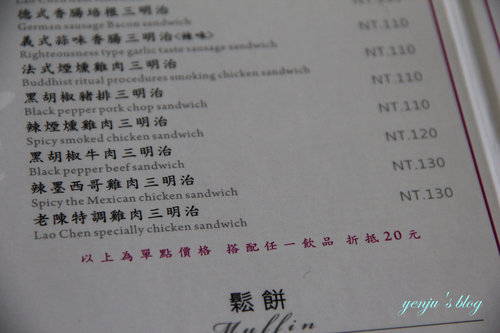 德式香腸培根三明治
German sausage Bacon sandwich
義式蒜味香腸三明治<辣味> NT.110
Righteousness type garlic taste sausage sandwich
法式煙燻雞肉三明治 NT.110
Buddhist ritual procedures smoking chicken sandwich
黑胡椒豬排三明治 NT.110
Black pepper pork chop sandwich
辣煙燻雞肉三明治 NT.110
Spicy smoked chicken sandwich
黑胡椒牛肉三明治 NT.120
Black pepper beef sandwich
辣墨西哥雞肉三明治 NT.130
Spicy the Mexican chicken sandwich
老陳特調雞肉三明治 NT.130
Lao Chen specially chicken sandwich
以上為單點價格 搭配任一飲品 折抵20元
鬆餅
Muffin
yenju's blog